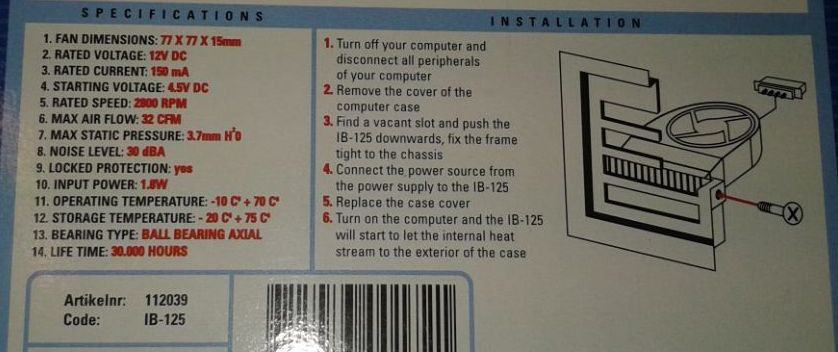 SPECIFICATIONS
1. FAN DIMENSIONS: 77 X 77 X 15mm
2. RATED VOLTAGE: 12V DC
3. RATED CURRENT: 150 mA
4. STARTING VOLTAGE: 4.5V DC
5. RATED SPEED: 2800 RPM
6. MAX AIR FLOW: 32 CFM
7. MAX STATIC PRESSURE: 3.7mm H²O
8. NOISE LEVEL: 30 dBA
9. LOCKED PROTECTION: yes
10. INPUT POWER: 1.8W
11. OPERATING TEMPERATURE: -10 C° + 70 C°
12. STORAGE TEMPERATURE: - 20 C° + 75 C°
13. BEARING TYPE: BALL BEARING AXIAL
14. LIFE TIME: 30.000 HOURS
INSTALLATION
1. Turn off your computer and
disconnect all peripherals
of your computer
2. Remove the cover of the
computer case
3. Find a vacant slot and push the
IB-125 downwards, fix the frame
tight to the chassis
4. Connect the power source from
the power supply to the IB-125
5. Replace the case cover
6. Turn on the computer and the IB-125
will start to let the internal heat
stream to the exterior of the case
Artikelnr: 112039
Code: IB-125